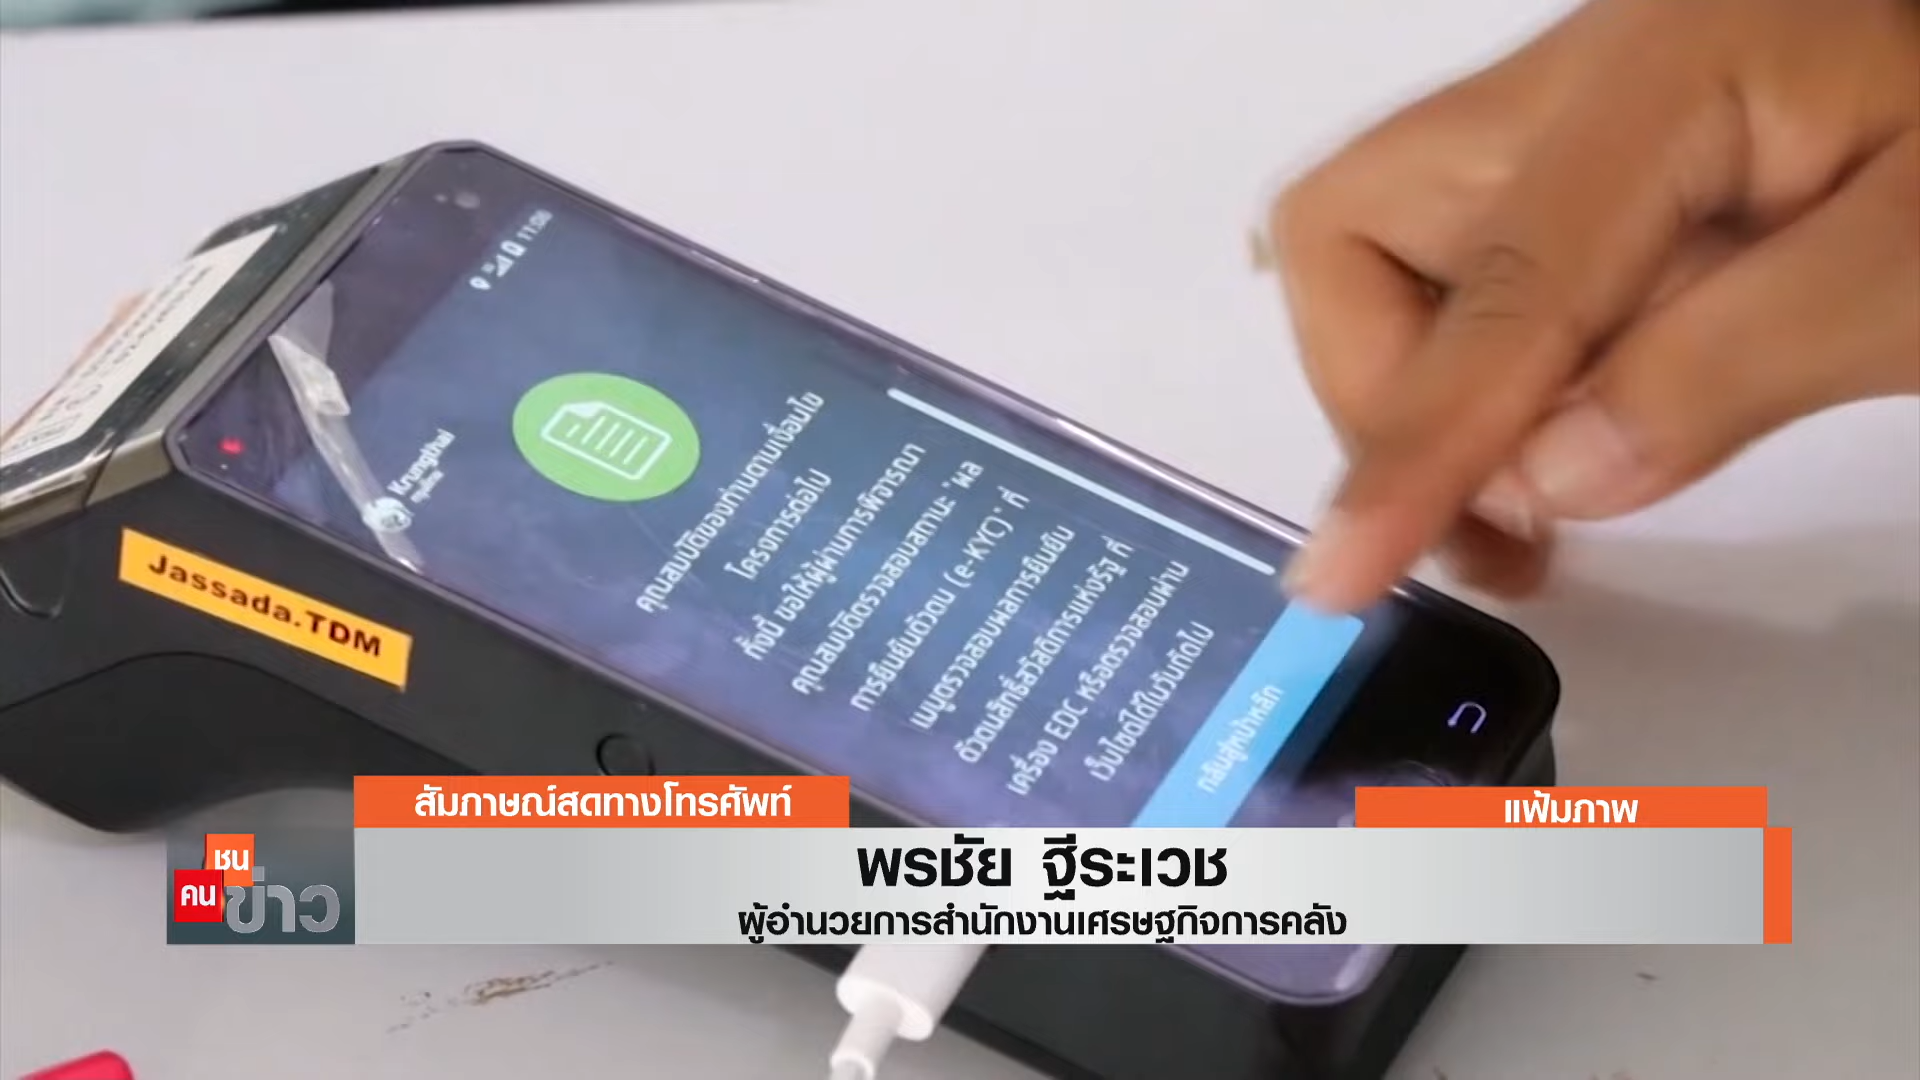 11:06
Krungthai
กรุงไทย
คุณสมบัติของท่านตามเงื่อนไข
โครงการต่อไป
ทั้งนี้ ขอให้ผู้ผ่านการพิจารณา
คุณสมบัติตรวจสอบสถานะ "ผล
การยืนยันตัวตน (e-KYC)" ที่
เมนูตรวจสอบผลการยืนยัน
ตัวตนสิทธิ์สวัสดิการแห่งรัฐ ที่
เครื่อง EDC หรือตรวจสอบผ่าน
เว็บไซต์ได้ในวันถัดไป
กลับสู่หน้าหลัก
Jassada.TDM
สัมภาษณ์สดทางโทรศัพท์
แฟ้มภาพ
ชน
คน
ข่าว
พรชัย ฐีระเวช
ผู้อำนวยการสำนักงานเศรษฐกิจการคลัง